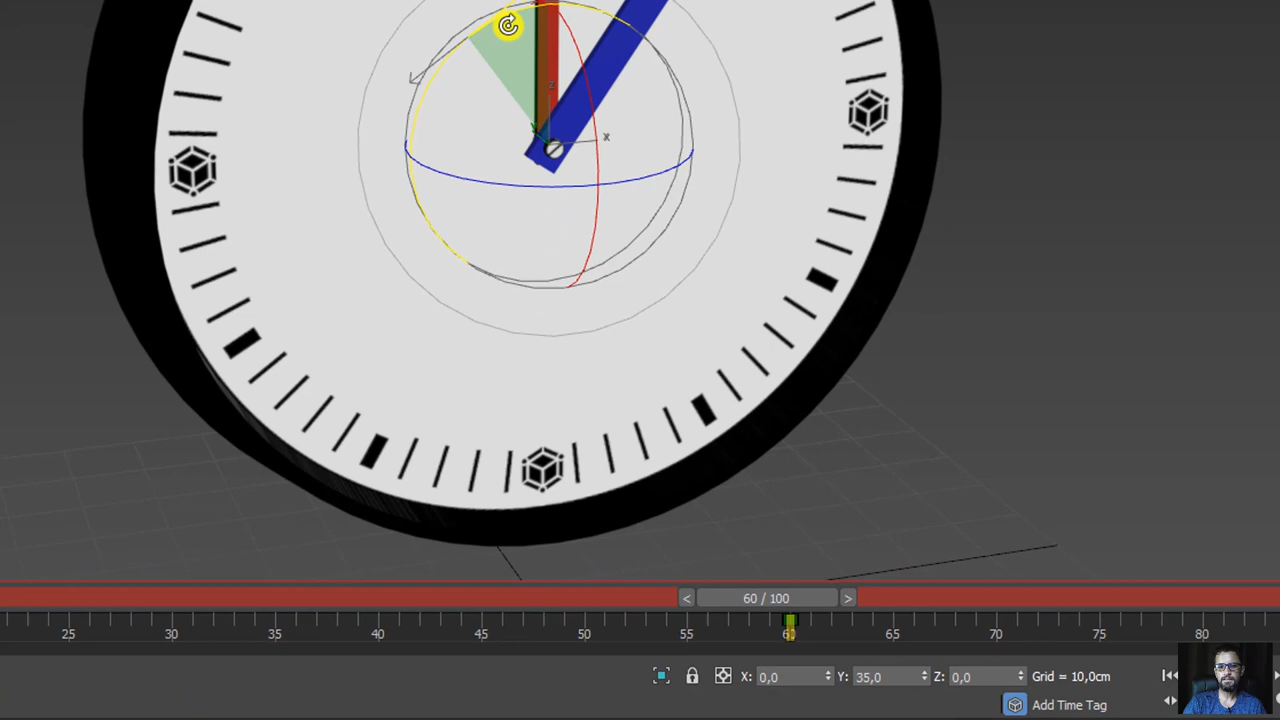 z
x
< 60 / 100 >
25 30 35 40 45 50 55 60 65 70 75 80
X: 0,0 Y: 35,0 Z: 0,0 Grid = 10,0cm
Add Time Tag